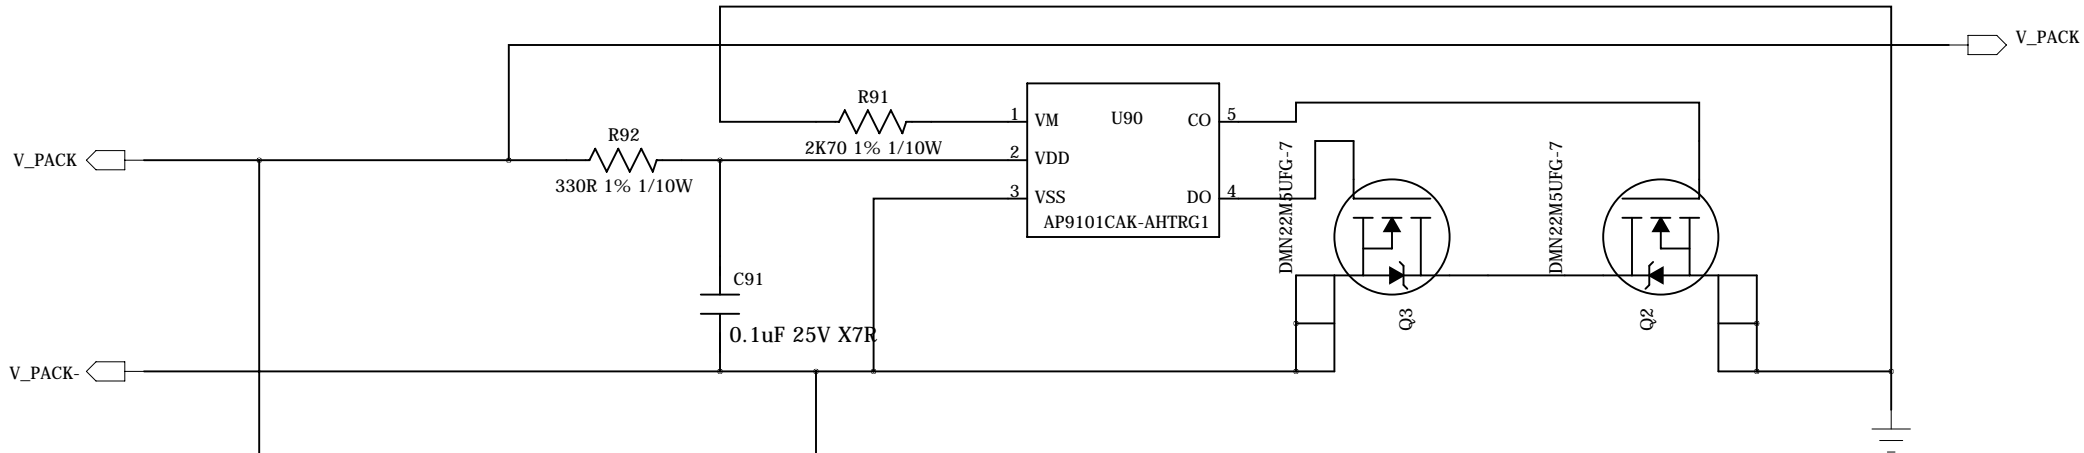 V_PACK
R91
1 VM U90 CO 5
R92
2K70 1% 1/10W
V_PACK
2 VDD
330R 1% 1/10W
3 VSS DO 4
AP9101CAK-AHTRG1
DMN22M5UFG-7
DMN22M5UFG-7
C91
0.1uF 25V X7R
Q3
Q2
V_PACK-